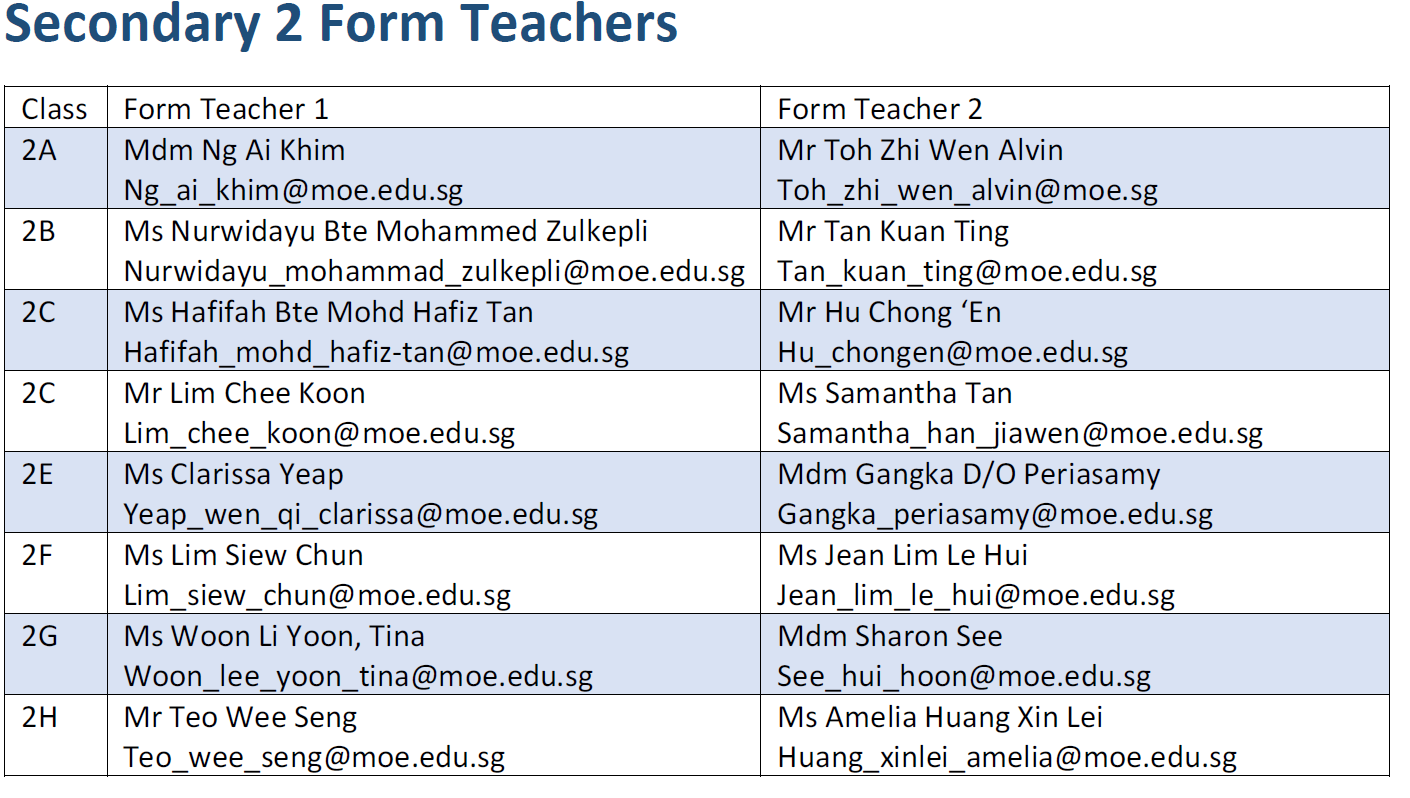 Secondary 2 Form Teachers
Class Form Teacher 1 Form Teacher 2
2A Mdm Ng Ai Khim Mr Toh Zhi Wen Alvin
Ng_ai_khim@moe.edu.sg Toh_zhi_wen_alvin@moe.sg
2B Ms Nurwidayu Bte Mohammed Zulkepli Mr Tan Kuan Ting
Nurwidayu_mohammad_zulkepli@moe.edu.sg Tan_kuan_ting@moe.edu.sg
2C Ms Hafifah Bte Mohd Hafiz Tan Mr Hu Chong ‘En
Hafifah_mohd_hafiz-tan@moe.edu.sg Hu_chongen@moe.edu.sg
2C Mr Lim Chee Koon Ms Samantha Tan
Lim_chee_koon@moe.edu.sg Samantha_han_jiawen@moe.edu.sg
2E Ms Clarissa Yeap Mdm Gangka D/O Periasamy
Yeap_wen_qi_clarissa@moe.edu.sg Gangka_periasamy@moe.edu.sg
2F Ms Lim Siew Chun Ms Jean Lim Le Hui
Lim_siew_chun@moe.edu.sg Jean_lim_le_hui@moe.edu.sg
2G Ms Woon Li Yoon, Tina Mdm Sharon See
Woon_lee_yoon_tina@moe.edu.sg See_hui_hoon@moe.edu.sg
2H Mr Teo Wee Seng Ms Amelia Huang Xin Lei
Teo_wee_seng@moe.edu.sg Huang_xinlei_amelia@moe.edu.sg